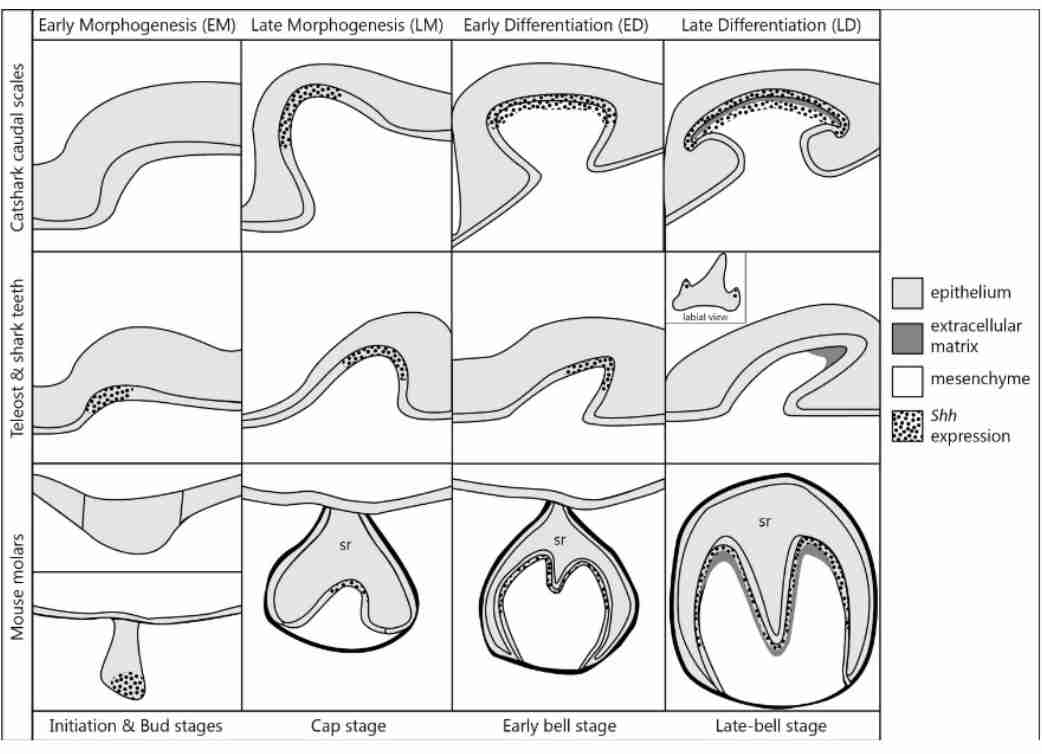 Early Morphogenesis (EM)
Late Morphogenesis (LM)
Early Differentiation (ED)
Late Differentiation (LD)
Catshark caudal scales
Teleost & shark teeth
labial view
Mouse molars
sr
sr
sr
Initiation & Bud stages
Cap stage
Early bell stage
Late-bell stage
epithelium
extracellular
matrix
mesenchyme
Shh
expression